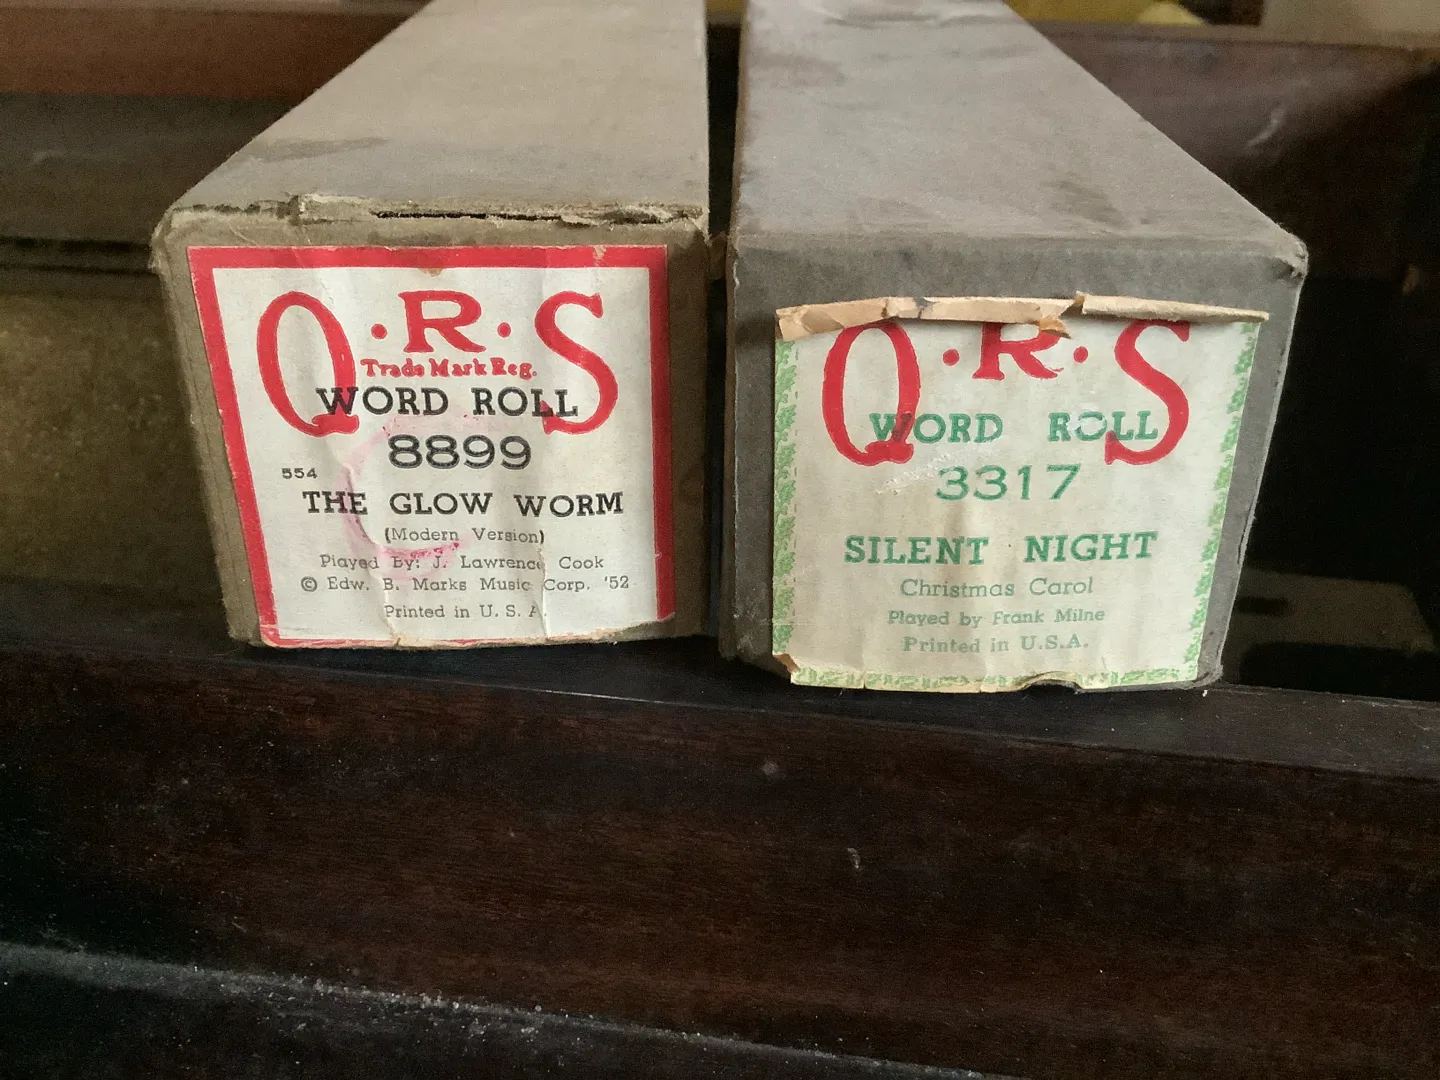 Q·R·S
Trade Mark Reg.
WORD ROLL
8899
554
THE GLOW WORM
(Modern Version)
Played By: J. Lawrence Cook
© Edw. B. Marks Music Corp. '52
Printed in U. S. A.
Q·R·S
WORD ROLL
3317
SILENT NIGHT
Christmas Carol
Played by Frank Milne
Printed in U.S.A.